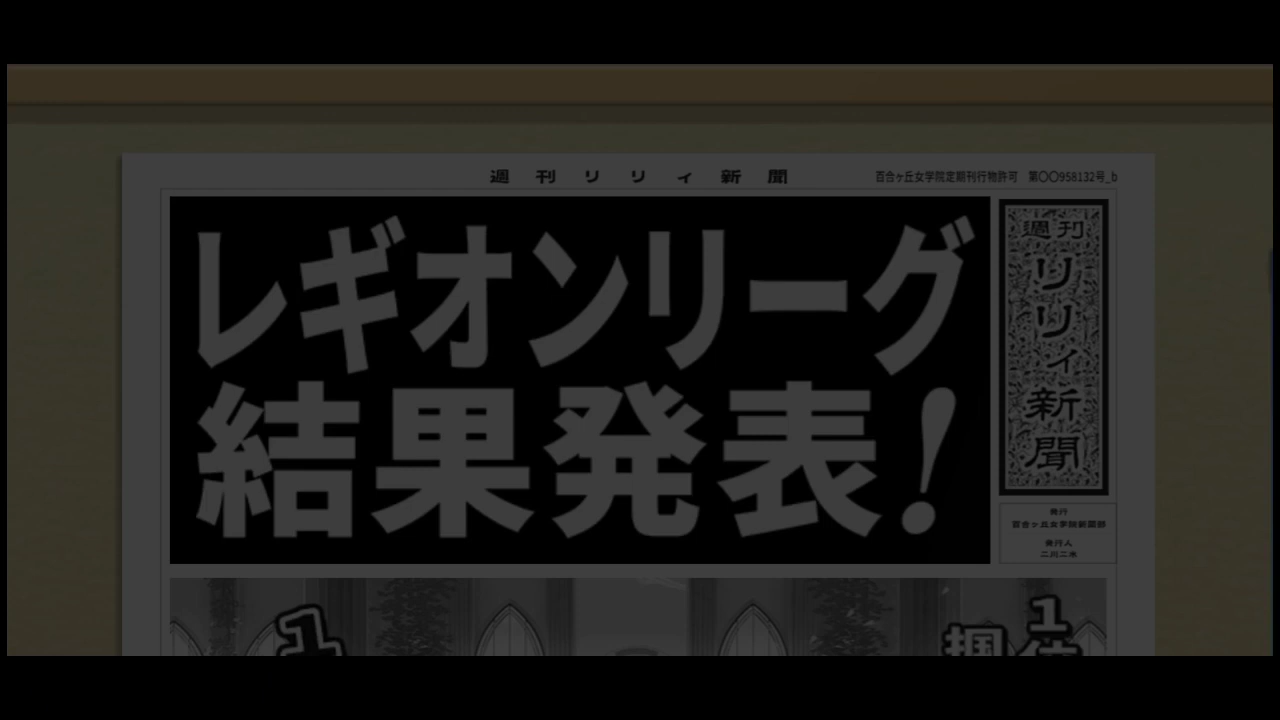 週刊リリィ新聞
百合ヶ丘女学院定期刊行物許可 第〇〇958132号_b
レギオンリーグ
結果発表!
週刊
リリィ新聞
発行
百合ヶ丘女学院新聞部
発行人
二川二水
1
1位